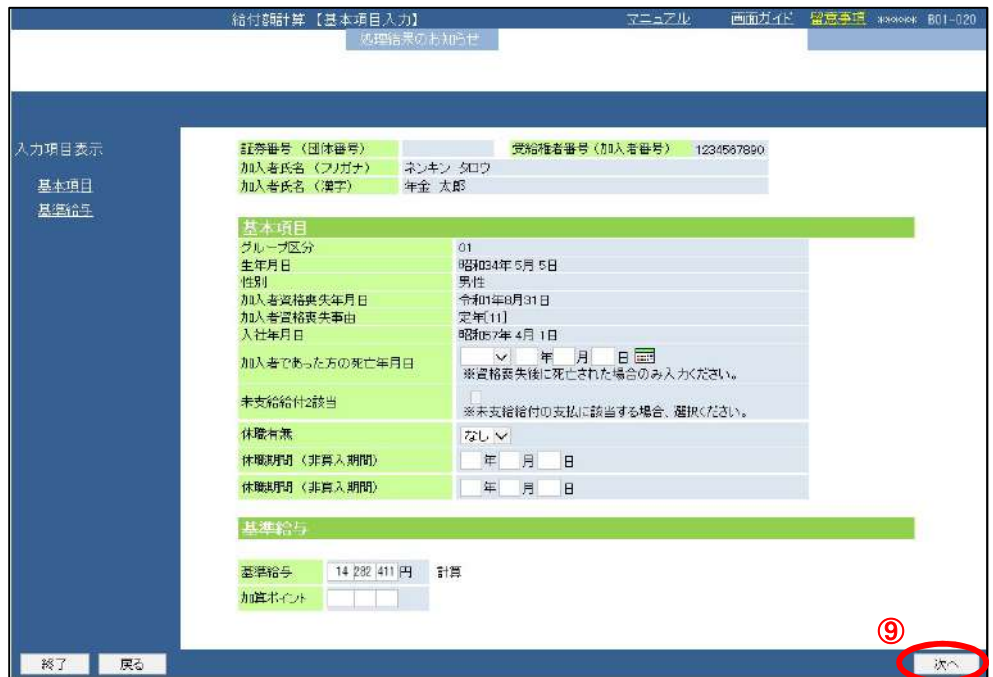 給付額計算【基本項目入力】 マニュアル 画面ガイド 留意事項 ****** B01-020
処理結果のお知らせ
入力項目表示
基本項目
基準給与
証券番号（団体番号） 受給権者番号（加入者番号） 1234567890
加入者氏名（フリガナ） ネンキン タロウ
加入者氏名（漢字） 年金 太郎
基本項目
グループ区分 01
生年月日 昭和34年 5月 5日
性別 男性
加入者資格喪失年月日 令和1年8月31日
加入者資格喪失事由 定年[11]
入社年月日 昭和57年 4月 1日
加入者であった方の死亡年月日 年 月 日
※資格喪失後に死亡された場合のみ入力ください。
未支給給付2該当
※未支給給付の支払に該当する場合、選択ください。
休職有無 なし
休職期間（非算入期間） 年 月 日
休職期間（非算入期間） 年 月 日
基準給与
基準給与 14 282 411 円 計算
加算ポイント
⑨
終了 戻る 次へ